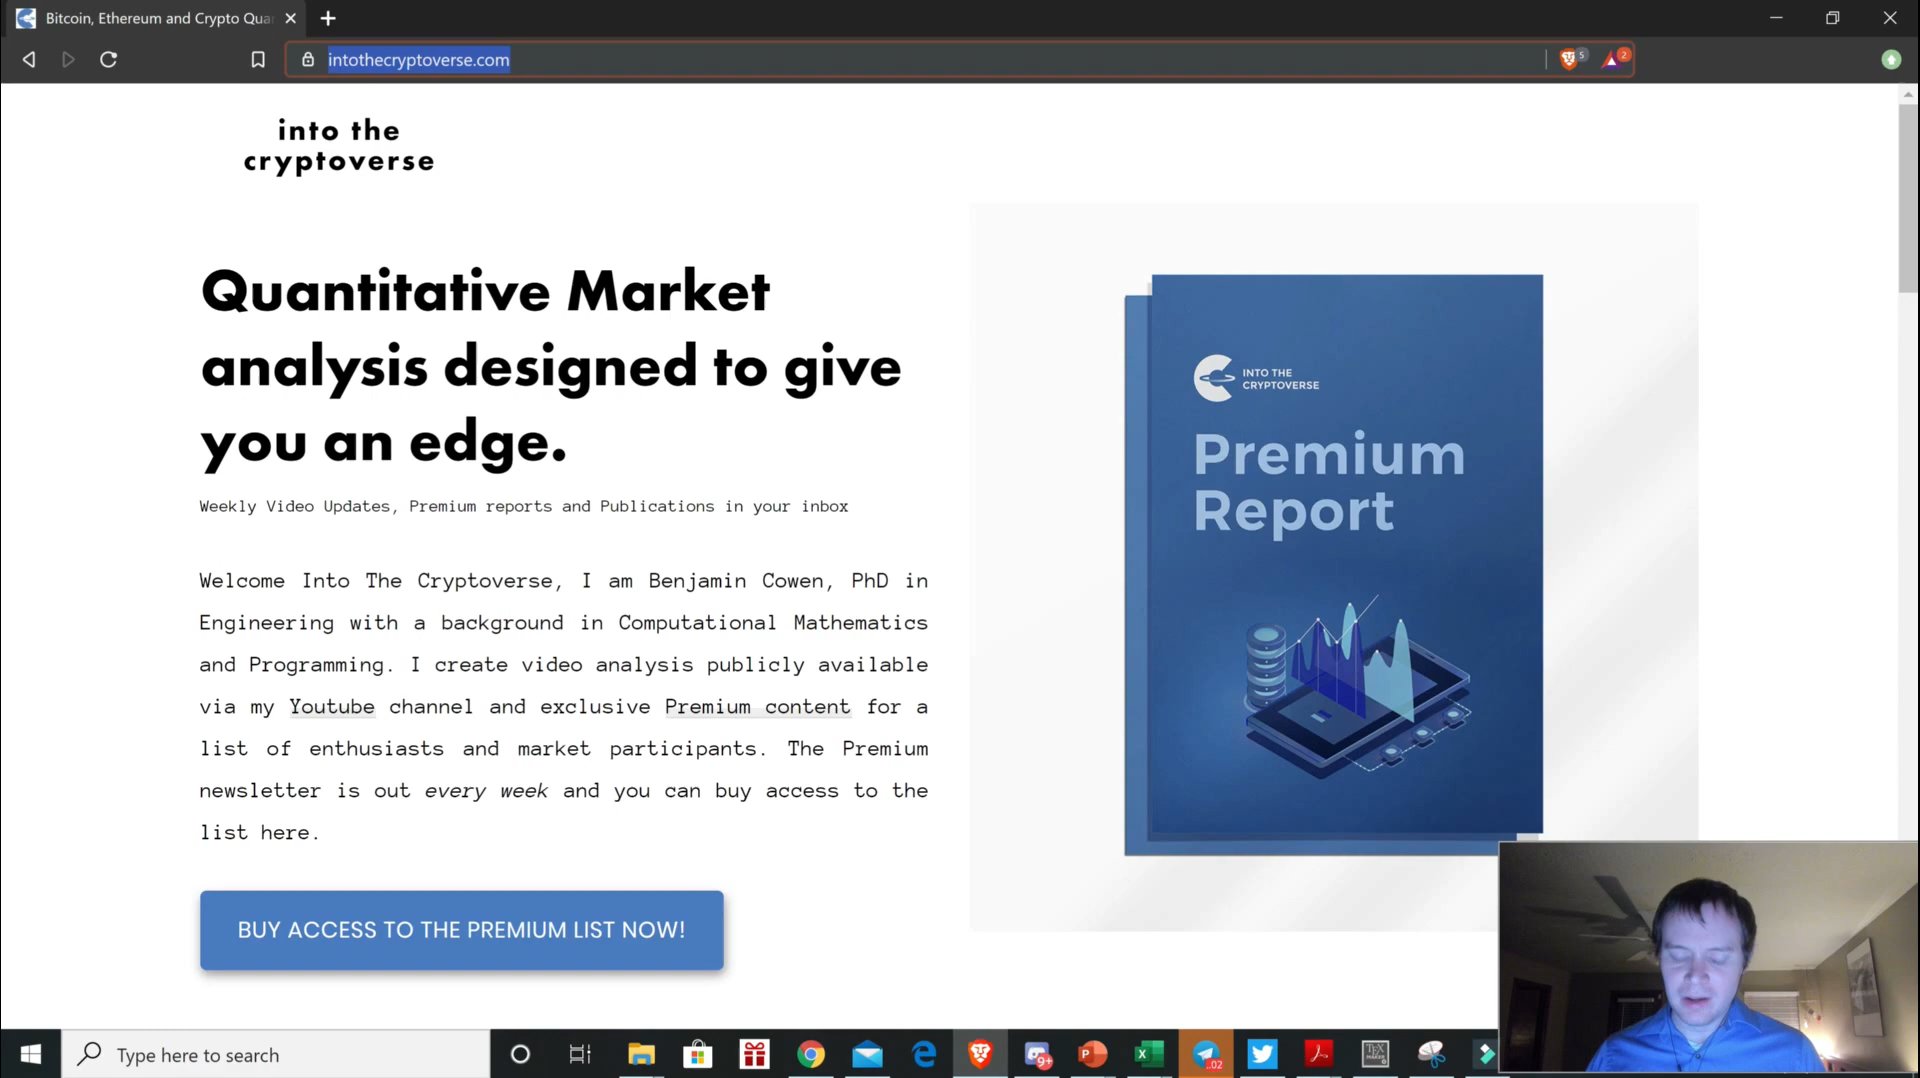 Bitcoin, Ethereum and Crypto Qua
intothecryptoverse.com
5
2
into the
cryptoverse
Quantitative Market
analysis designed to give
you an edge.
Weekly Video Updates, Premium reports and Publications in your inbox
Welcome Into The Cryptoverse, I am Benjamin Cowen, PhD in
Engineering with a background in Computational Mathematics
and Programming. I create video analysis publicly available
via my Youtube channel and exclusive Premium content for a
list of enthusiasts and market participants. The Premium
newsletter is out every week and you can buy access to the
list here.
BUY ACCESS TO THE PREMIUM LIST NOW!
INTO THE
CRYPTOVERSE
Premium
Report
Type here to search
9+
..02